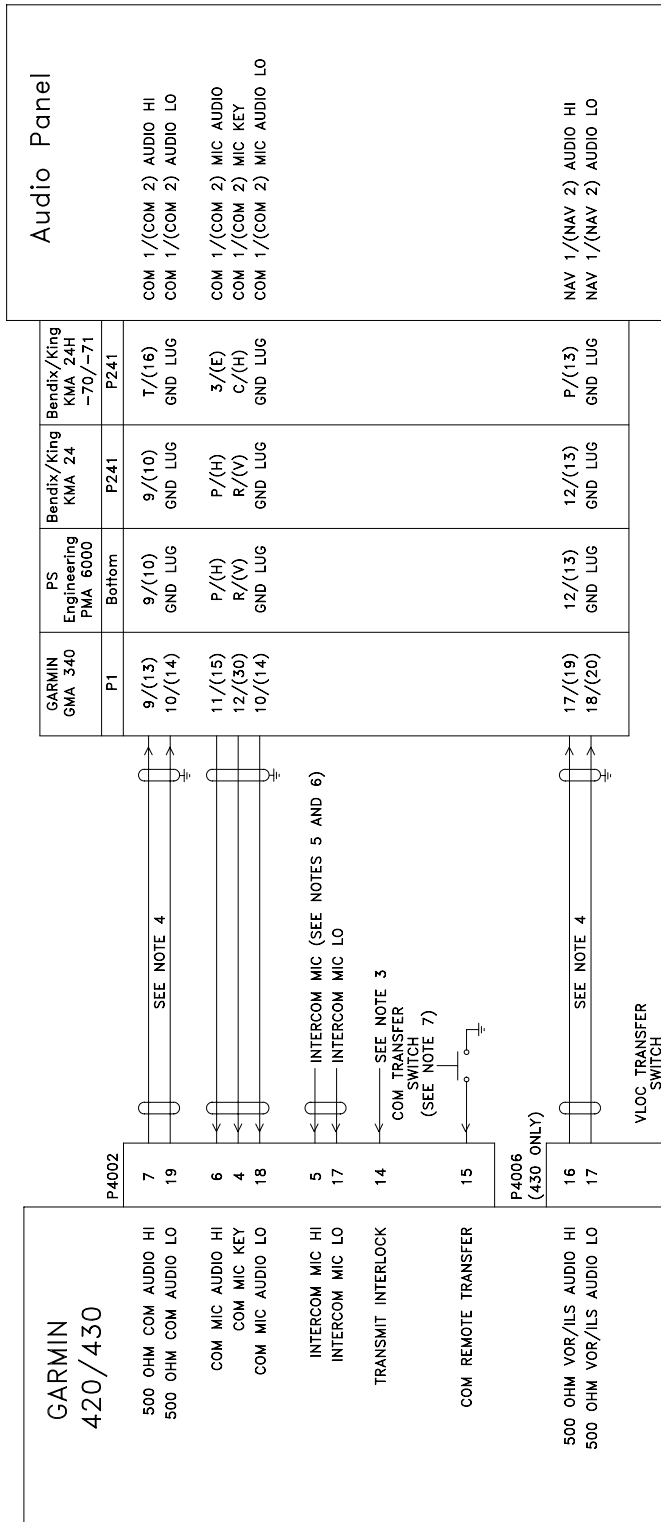 GARMIN
420/430
P4002
500 OHM COM AUDIO HI 7
500 OHM COM AUDIO LO 19
COM MIC AUDIO HI 6
COM MIC KEY 4
COM MIC AUDIO LO 18
INTERCOM MIC HI 5
INTERCOM MIC LO 17
TRANSMIT INTERLOCK 14
COM REMOTE TRANSFER 15
P4006
(430 ONLY)
500 OHM VOR/ILS AUDIO HI 16
500 OHM VOR/ILS AUDIO LO 17
SEE NOTE 4
INTERCOM MIC (SEE NOTES 5 AND 6)
INTERCOM MIC LO
SEE NOTE 3
COM TRANSFER
SWITCH
(SEE NOTE 7)
SEE NOTE 4
VLOC TRANSFER
SWITCH
GARMIN
GMA 340
P1
9/(13)
10/(14)
11/(15)
12/(30)
10/(14)
17/(19)
18/(20)
PS
Engineering
PMA 6000
Bottom
9/(10)
GND LUG
P/(H)
R/(V)
GND LUG
12/(13)
GND LUG
Bendix/King
KMA 24
P241
9/(10)
GND LUG
P/(H)
R/(V)
GND LUG
12/(13)
GND LUG
Bendix/King
KMA 24H
-70/-71
P241
T/(16)
GND LUG
3/(E)
C/(H)
GND LUG
P/(13)
GND LUG
Audio Panel
COM 1/(COM 2) AUDIO HI
COM 1/(COM 2) AUDIO LO
COM 1/(COM 2) MIC AUDIO
COM 1/(COM 2) MIC KEY
COM 1/(COM 2) MIC AUDIO LO
NAV 1/(NAV 2) AUDIO HI
NAV 1/(NAV 2) AUDIO LO